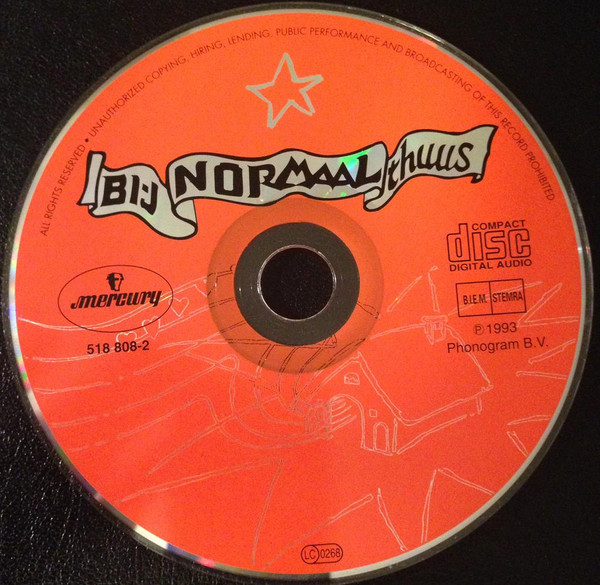 ALL RIGHTS RESERVED • UNAUTHORIZED COPYING, HIRING, LENDING, PUBLIC PERFORMANCE AND BROADCASTING OF THIS RECORD PROHIBITED
BIJ NORMAAL thuus
mercury
518 808-2
COMPACT
disc
DIGITAL AUDIO
B.I.E.M. STEMRA
Ⓟ 1993
Phonogram B.V.
LC 0268